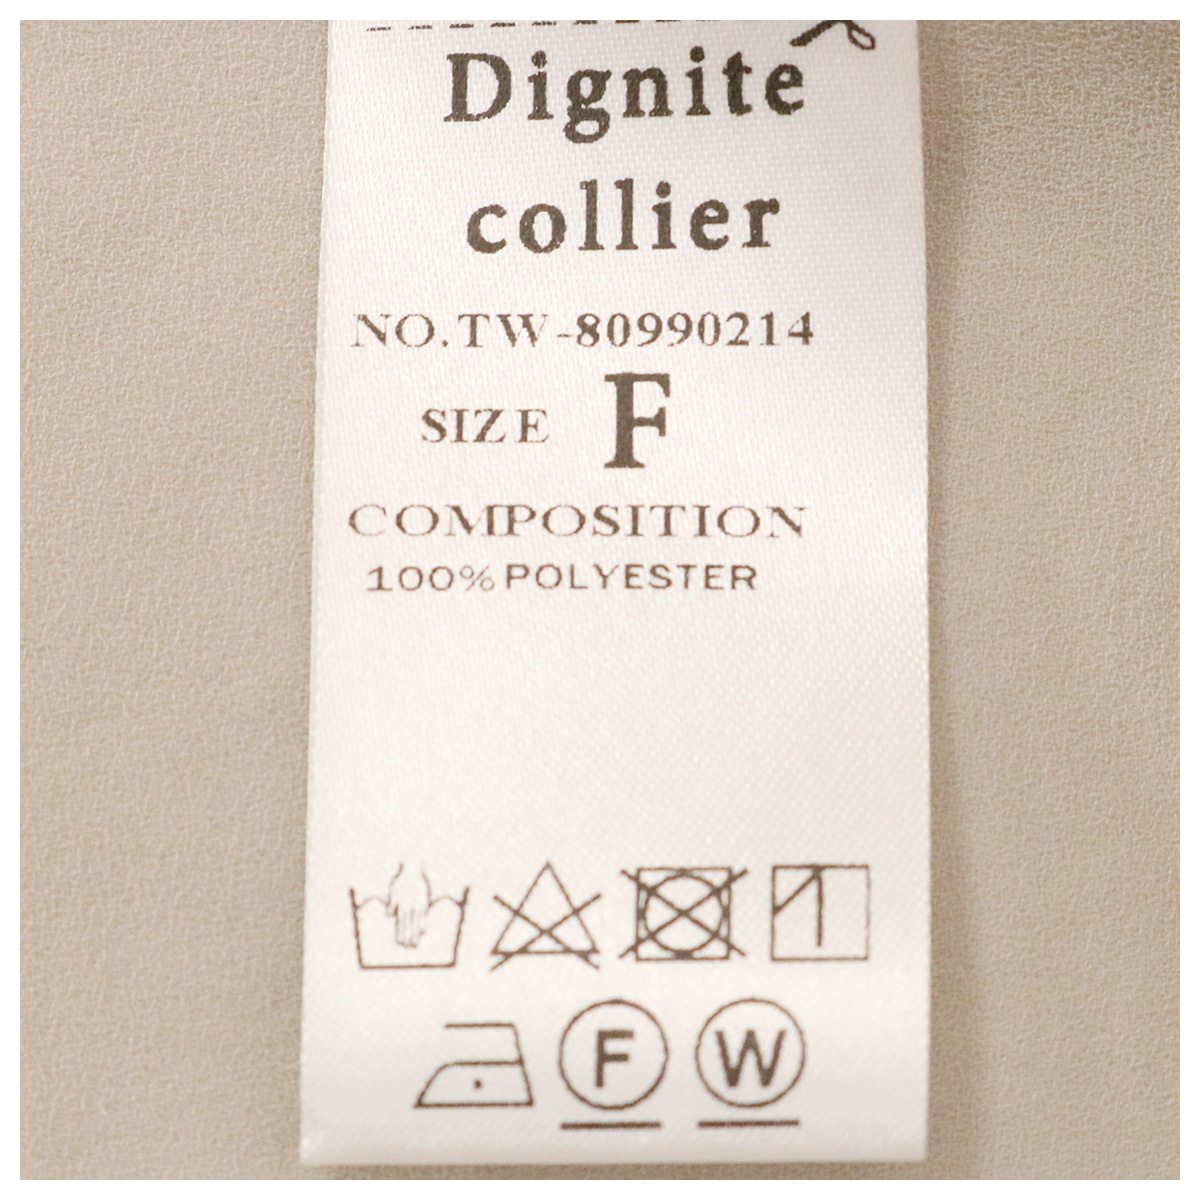 Dignite
collier
NO.TW-80990214
SIZE F
COMPOSITION
100% POLYESTER
F W